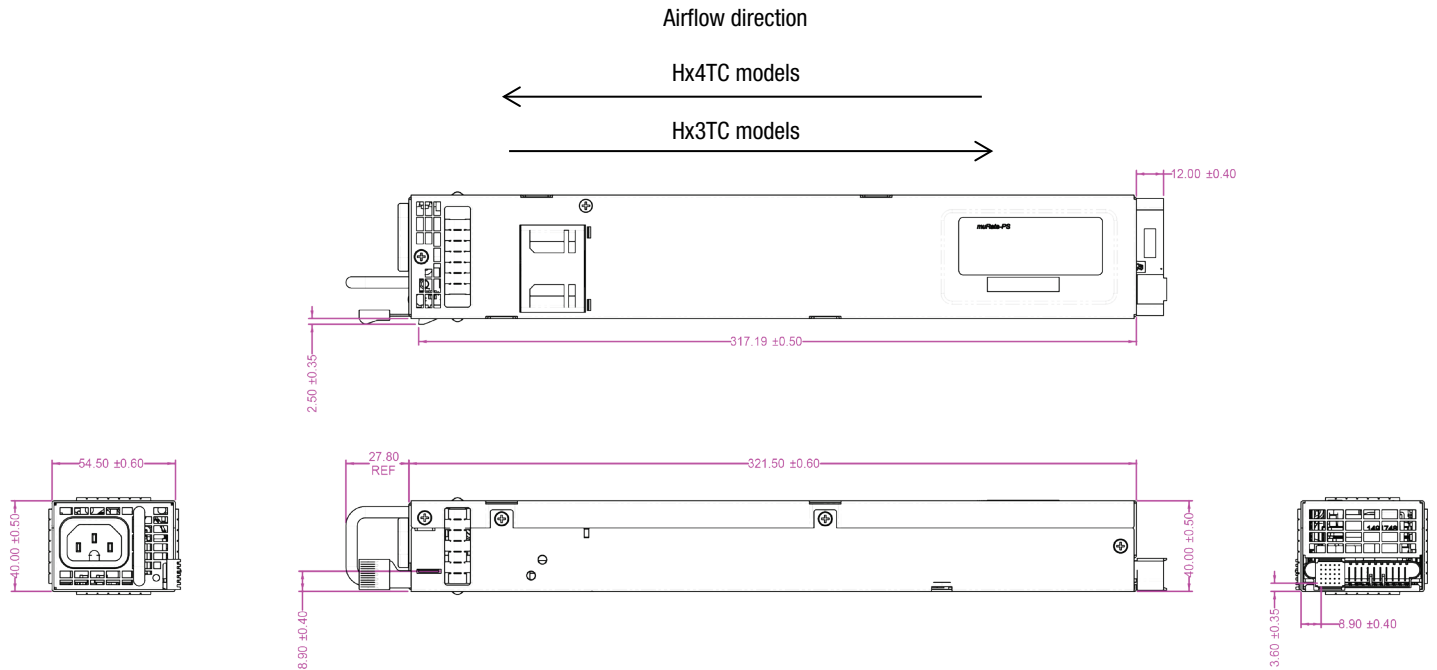 Airflow direction
Hx4TC models
Hx3TC models
12.00 ±0.40
muRata-PS
317.19 ±0.50
2.50 ±0.35
54.50 ±0.60
27.80
REF
321.50 ±0.60
40.00 ±0.50
40.00 ±0.50
8.90 ±0.40
3.60 ±0.35
8.90 ±0.40